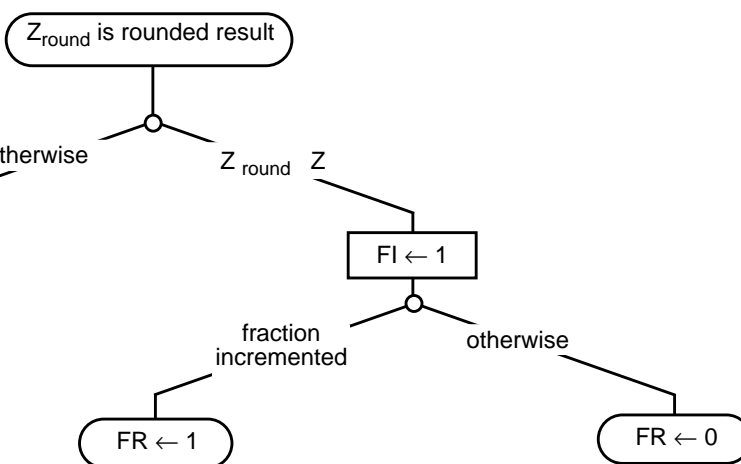 Zround is rounded result
therwise
Z round Z
FI ← 1
fraction
incremented
otherwise
FR ← 1
FR ← 0